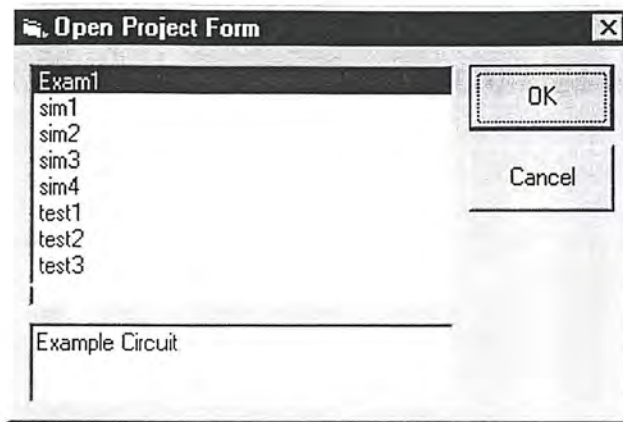 Open Project Form
Exam1
sim1
sim2
sim3
sim4
test1
test2
test3
OK
Cancel
Example Circuit